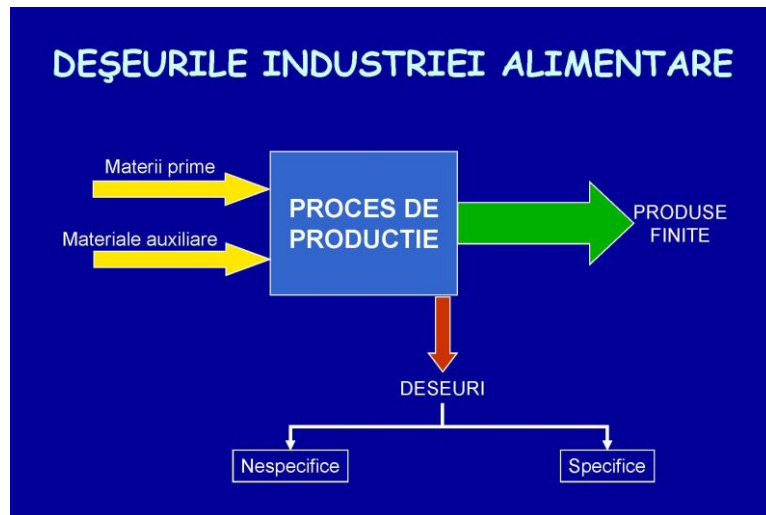 DEŞEURILE INDUSTRIEI ALIMENTARE
Materii prime
Materiale auxiliare
PROCES DE
PRODUCTIE
PRODUSE
FINITE
DESEURI
Nespecifice
Specifice